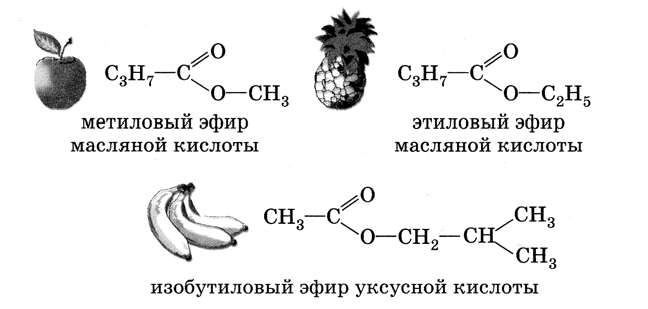 C₃H₇—C(=O)—O—CH₃
метиловый эфир
масляной кислоты
C₃H₇—C(=O)—O—C₂H₅
этиловый эфир
масляной кислоты
CH₃—C(=O)—O—CH₂—CH(CH₃)—CH₃
изобутиловый эфир уксусной кислоты